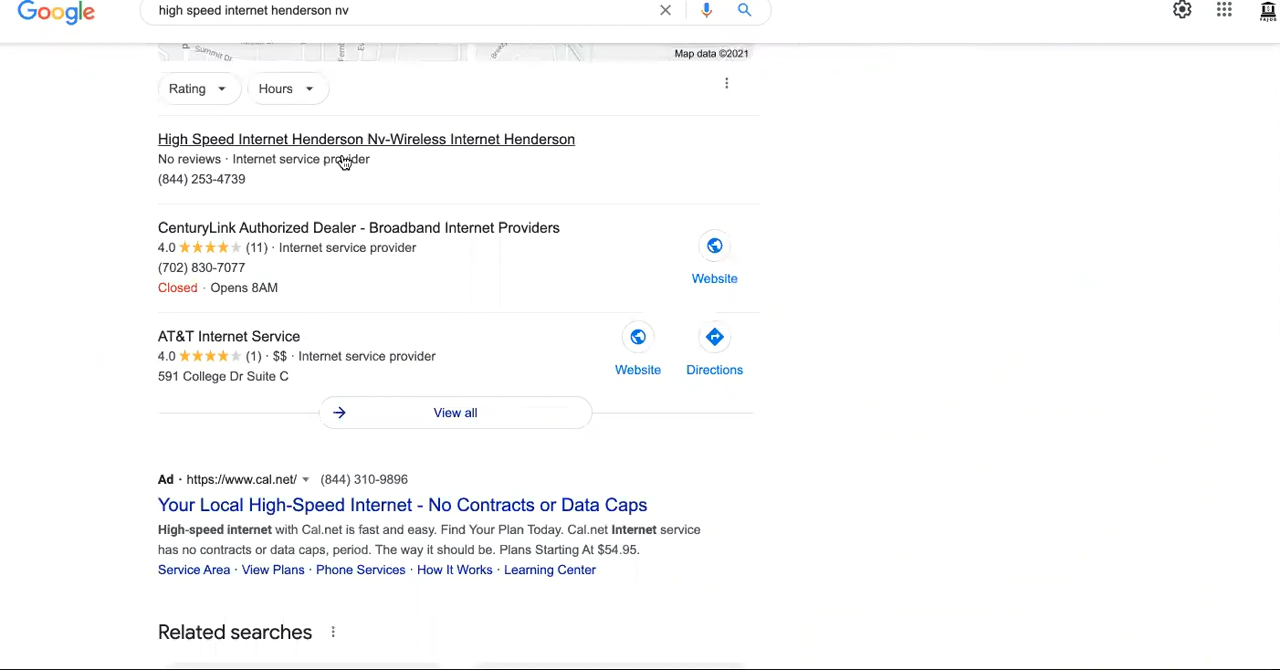 Google
high speed internet henderson nv
Summit Dr
Map data ©2021
Rating
Hours
High Speed Internet Henderson Nv-Wireless Internet Henderson
No reviews · Internet service provider
(844) 253-4739
CenturyLink Authorized Dealer - Broadband Internet Providers
4.0 (11) · Internet service provider
(702) 830-7077
Closed · Opens 8AM
Website
AT&T Internet Service
4.0 (1) · $$ · Internet service provider
591 College Dr Suite C
Website
Directions
View all
Ad · https://www.cal.net/ (844) 310-9896
Your Local High-Speed Internet - No Contracts or Data Caps
High-speed internet with Cal.net is fast and easy. Find Your Plan Today. Cal.net Internet service
has no contracts or data caps, period. The way it should be. Plans Starting At $54.95.
Service Area · View Plans · Phone Services · How It Works · Learning Center
Related searches